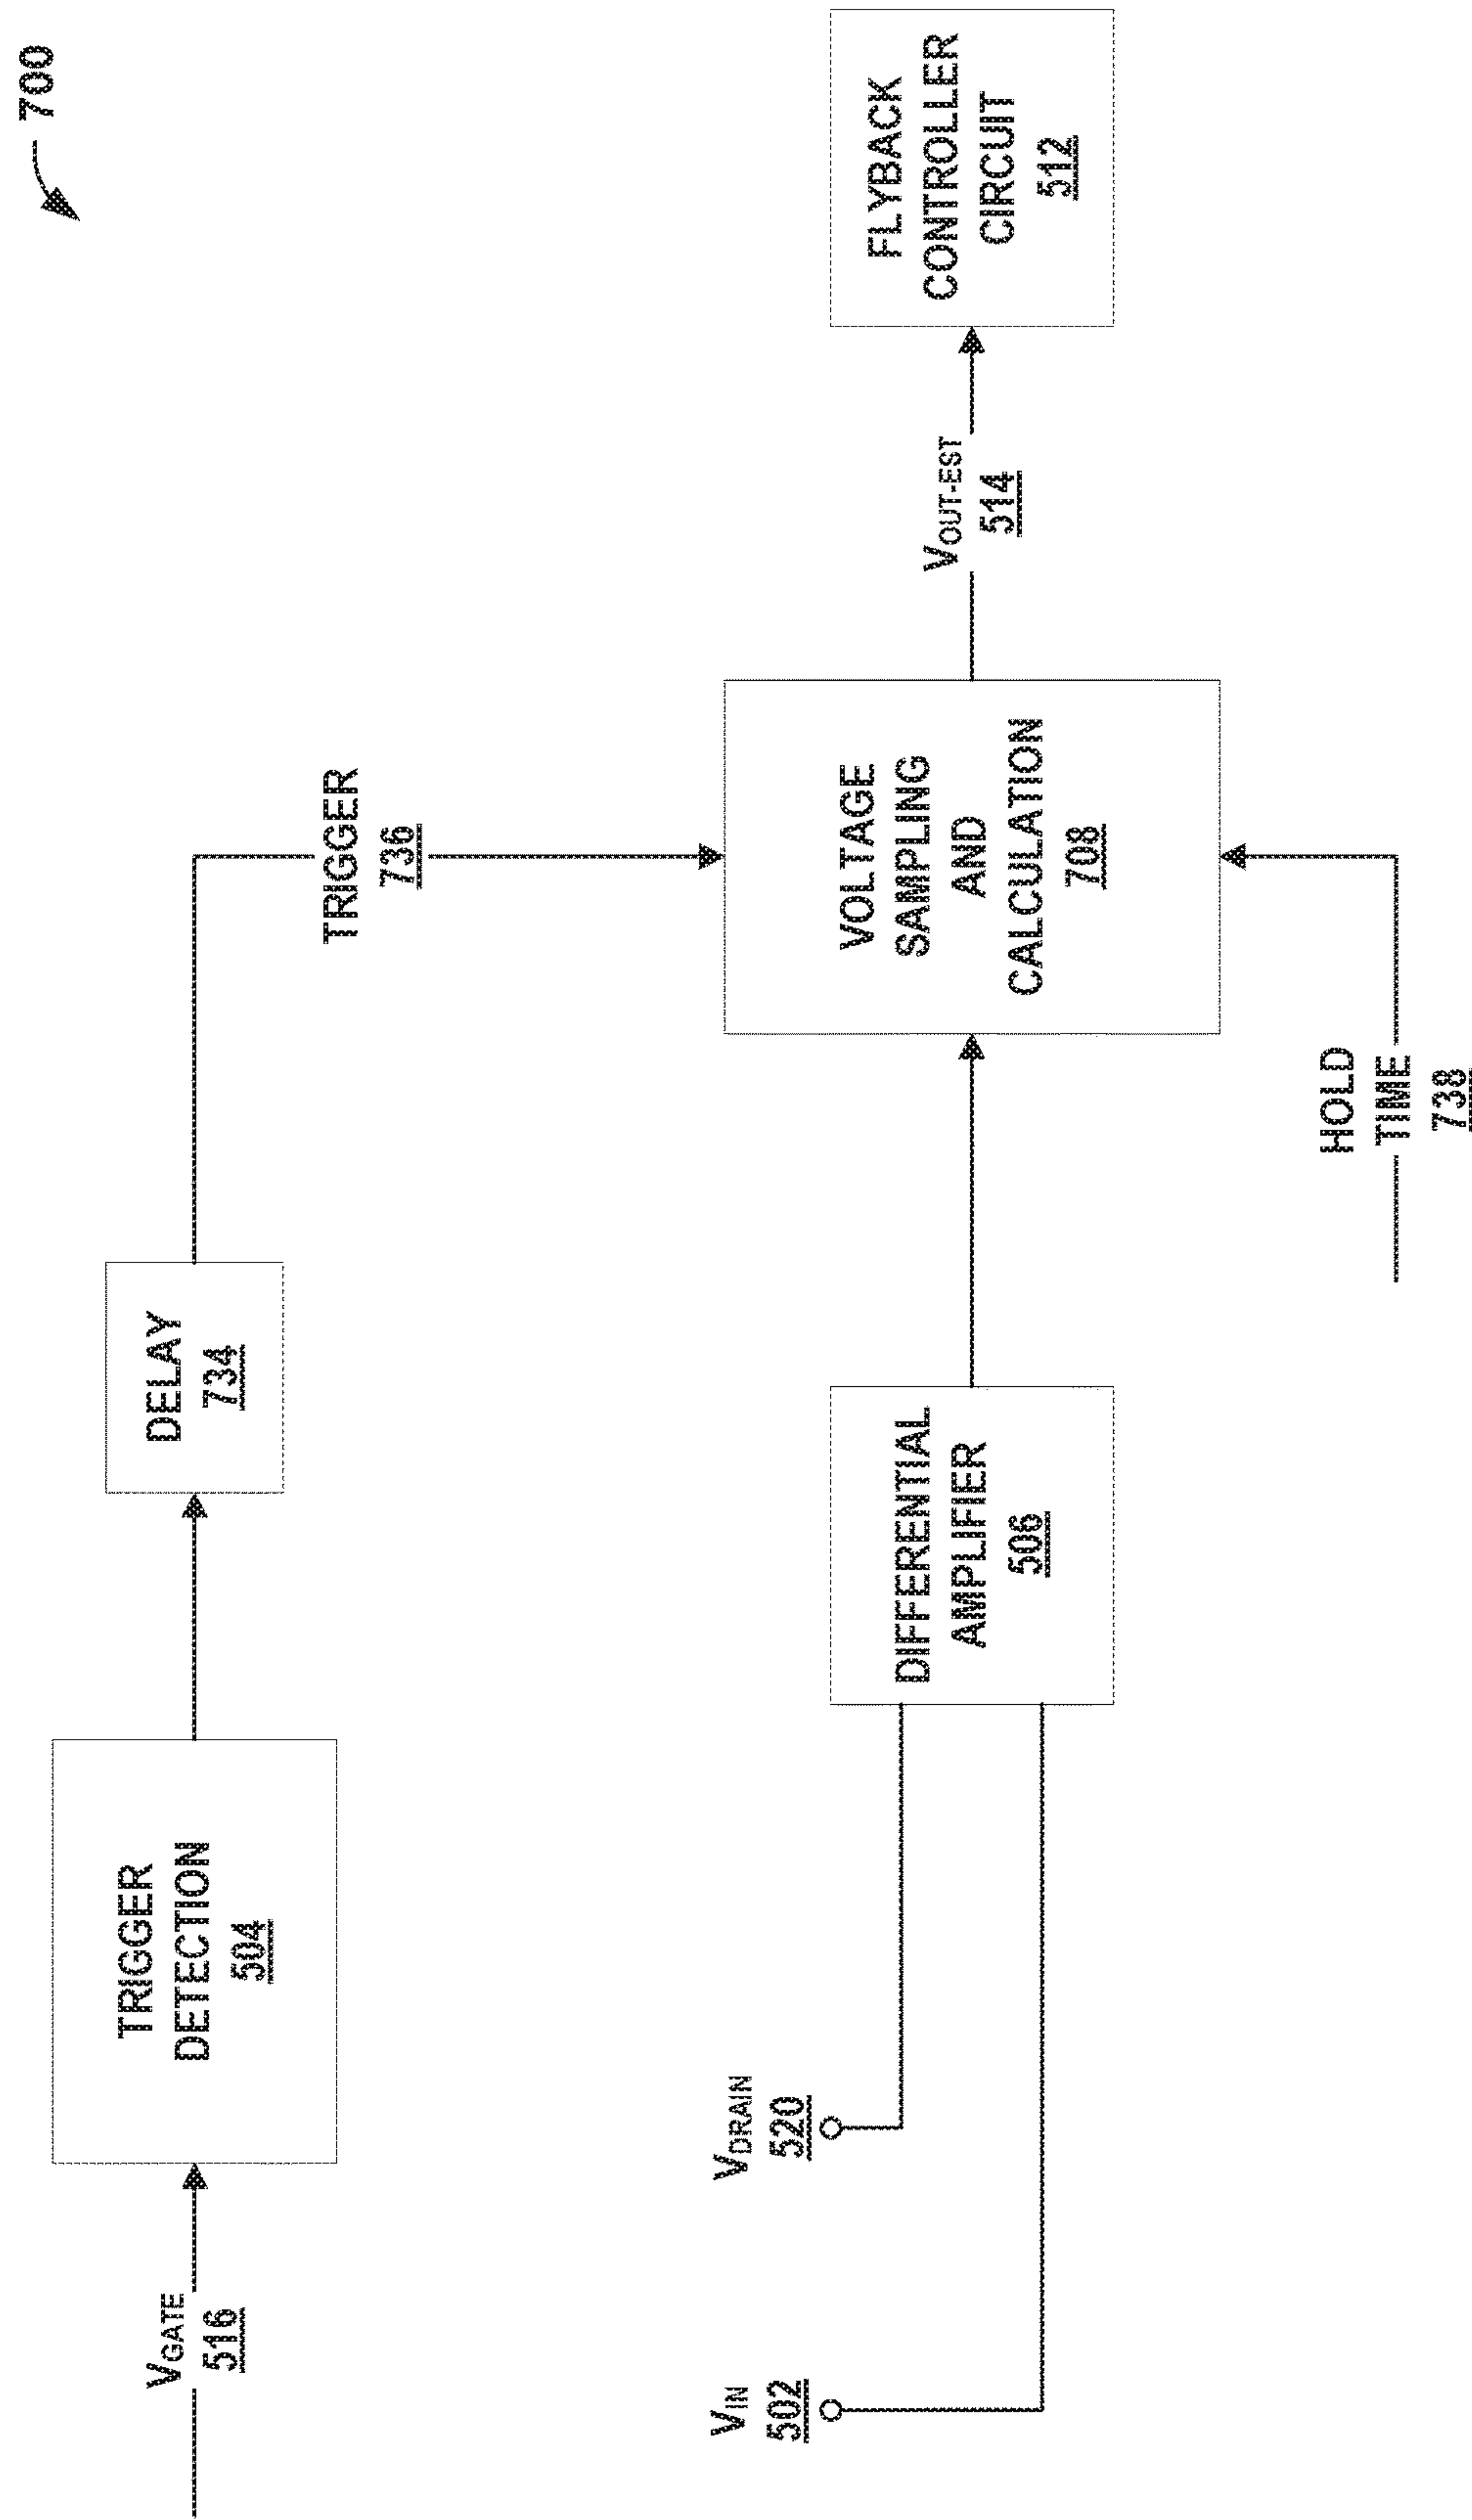 700
VGATE
516
TRIGGER
DETECTION
504
DELAY
734
TRIGGER
736
VIN
502
VDRAIN
520
DIFFERENTIAL
AMPLIFIER
506
VOLTAGE
SAMPLING
AND
CALCULATION
708
VOUT-EST
514
FLYBACK
CONTROLLER
CIRCUIT
512
HOLD
TIME
738